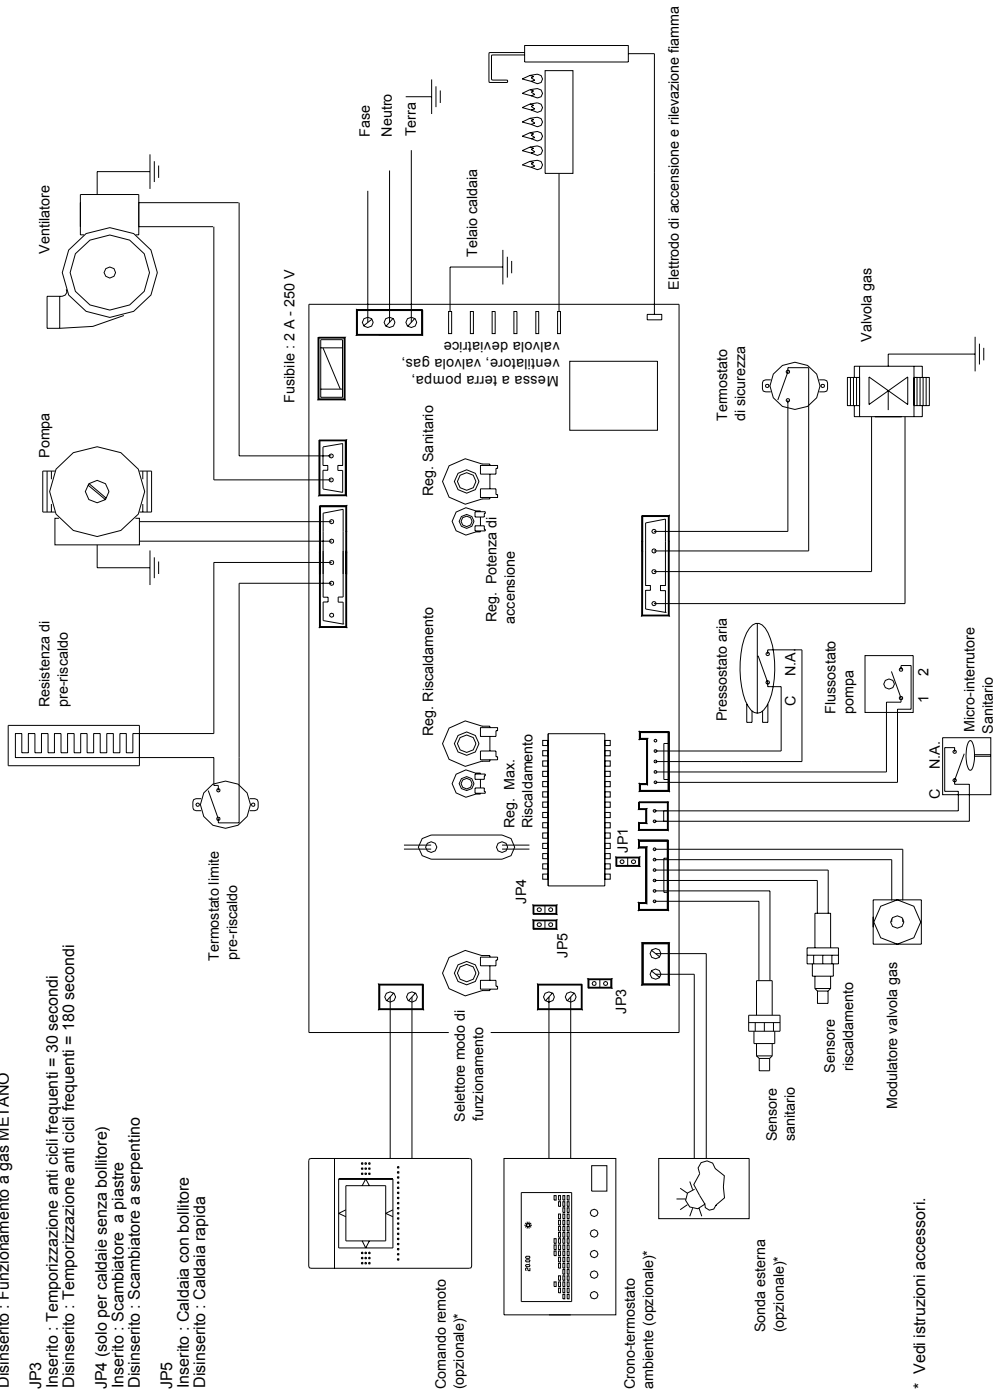 Disinserito : Funzionamento a gas METANO
JP3
Inserito : Temporizzazione anti cicli frequenti = 30 secondi
Disinserito : Temporizzazione anti cicli frequenti = 180 secondi
JP4 (solo per caldaie senza bollitore)
Inserito : Scambiatore a piastre
Disinserito : Scambiatore a serpentino
JP5
Inserito : Caldaia con bollitore
Disinserito : Caldaia rapida
Termostato limite
pre-riscaldo
Resistenza di
pre-riscaldo
Pompa
Ventilatore
Fusibile : 2 A - 250 V
Fase
Neutro
Terra
Telaio caldaia
Messa a terra pompa,
ventilatore, valvola gas,
valvola deviatrice
Elettrodo di accensione e rilevazione fiamma
Reg. Sanitario
Reg. Potenza di
accensione
Reg. Riscaldamento
Reg. Max.
Riscaldamento
JP4
JP5
JP1
JP3
Selettore modo di
funzionamento
Comando remoto
(opzionale)*
20.00
Crono-termostato
ambiente (opzionale)*
Sonda esterna
(opzionale)*
Sensore
sanitario
Sensore
riscaldamento
Modulatore valvola gas
Micro-interrutore
Sanitario
C N.A.
Flussostato
pompa
1 2
Pressostato aria
C N.A.
Termostato
di sicurezza
Valvola gas
* Vedi istruzioni accessori.